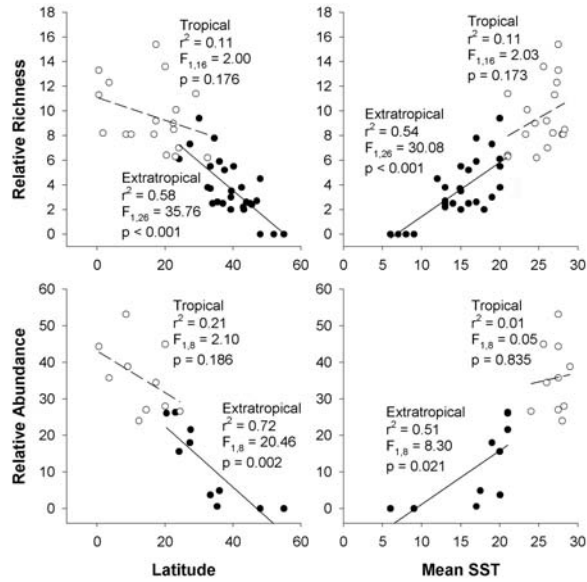 Relative Richness
18
16
14
12
10
8
6
4
2
0
Tropical
r² = 0.11
F1,16 = 2.00
p = 0.176
Extratropical
r² = 0.58
F1,26 = 35.76
p < 0.001
0 20 40 60
Tropical
r² = 0.11
F1,16 = 2.03
p = 0.173
Extratropical
r² = 0.54
F1,26 = 30.08
p < 0.001
0 5 10 15 20 25 30
Relative Abundance
60
50
40
30
20
10
0
Tropical
r² = 0.21
F1,8 = 2.10
p = 0.186
Extratropical
r² = 0.72
F1,8 = 20.46
p = 0.002
0 20 40 60
Latitude
Tropical
r² = 0.01
F1,8 = 0.05
p = 0.835
Extratropical
r² = 0.51
F1,8 = 8.30
p = 0.021
0 5 10 15 20 25 30
Mean SST